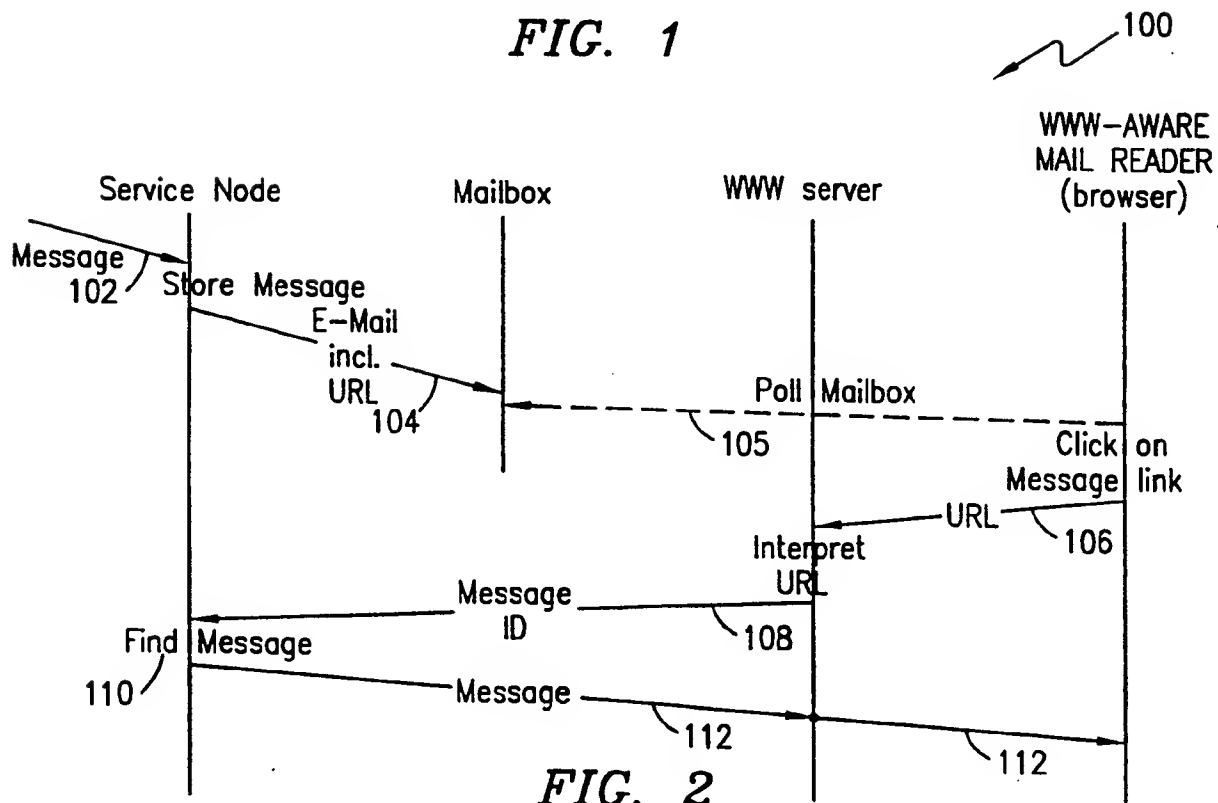 FIG. 1
100
WWW-AWARE
MAIL READER
(browser)
Service Node
Mailbox
WWW server
Message
102
Store Message
E-Mail
incl.
URL
104
Poll Mailbox
105
Click on
Message link
URL
106
Interpret
URL
Message
ID
108
Find Message
110
Message
112
112
FIG. 2